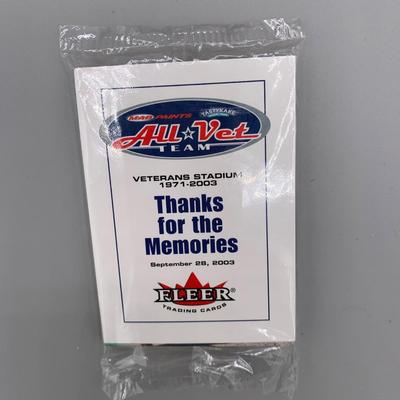 MAB PAINTS
TASTYKAKE
All Vet
TEAM
VETERANS STADIUM
1971-2003
Thanks
for the
Memories
September 28, 2003
FLEER®
TRADING CARDS